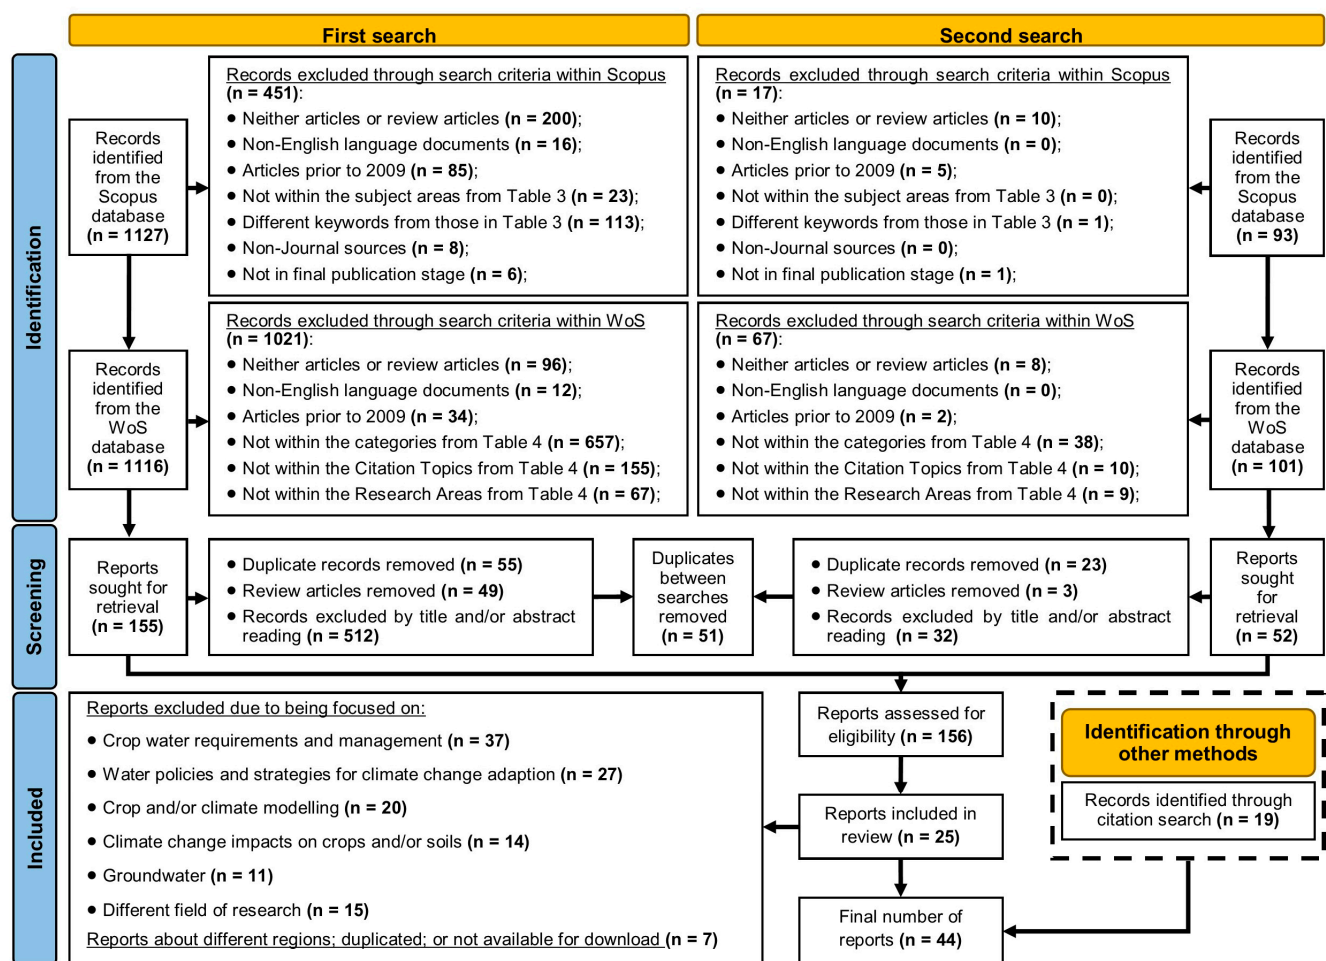 First search
Second search
Identification
Records
identified
from the
Scopus
database
(n = 1127)
Records excluded through search criteria within Scopus
(n = 451):
● Neither articles or review articles (n = 200);
● Non-English language documents (n = 16);
● Articles prior to 2009 (n = 85);
● Not within the subject areas from Table 3 (n = 23);
● Different keywords from those in Table 3 (n = 113);
● Non-Journal sources (n = 8);
● Not in final publication stage (n = 6);
Records excluded through search criteria within Scopus
(n = 17):
● Neither articles or review articles (n = 10);
● Non-English language documents (n = 0);
● Articles prior to 2009 (n = 5);
● Not within the subject areas from Table 3 (n = 0);
● Different keywords from those in Table 3 (n = 1);
● Non-Journal sources (n = 0);
● Not in final publication stage (n = 1);
Records
identified
from the
Scopus
database
(n = 93)
Records
identified
from the
WoS
database
(n = 1116)
Records excluded through search criteria within WoS
(n = 1021):
● Neither articles or review articles (n = 96);
● Non-English language documents (n = 12);
● Articles prior to 2009 (n = 34);
● Not within the categories from Table 4 (n = 657);
● Not within the Citation Topics from Table 4 (n = 155);
● Not within the Research Areas from Table 4 (n = 67);
Records excluded through search criteria within WoS
(n = 67):
● Neither articles or review articles (n = 8);
● Non-English language documents (n = 0);
● Articles prior to 2009 (n = 2);
● Not within the categories from Table 4 (n = 38);
● Not within the Citation Topics from Table 4 (n = 10);
● Not within the Research Areas from Table 4 (n = 9);
Records
identified
from the
WoS
database
(n = 101)
Screening
Reports
sought for
retrieval
(n = 155)
● Duplicate records removed (n = 55)
● Review articles removed (n = 49)
● Records excluded by title and/or abstract
reading (n = 512)
Duplicates
between
searches
removed
(n = 51)
● Duplicate records removed (n = 23)
● Review articles removed (n = 3)
● Records excluded by title and/or abstract
reading (n = 32)
Reports
sought
for
retrieval
(n = 52)
Included
Reports excluded due to being focused on:
● Crop water requirements and management (n = 37)
● Water policies and strategies for climate change adaption (n = 27)
● Crop and/or climate modelling (n = 20)
● Climate change impacts on crops and/or soils (n = 14)
● Groundwater (n = 11)
● Different field of research (n = 15)
Reports about different regions; duplicated; or not available for download (n = 7)
Reports assessed for
eligibility (n = 156)
Reports included in
review (n = 25)
Final number of
reports (n = 44)
Identification through
other methods
Records identified through
citation search (n = 19)